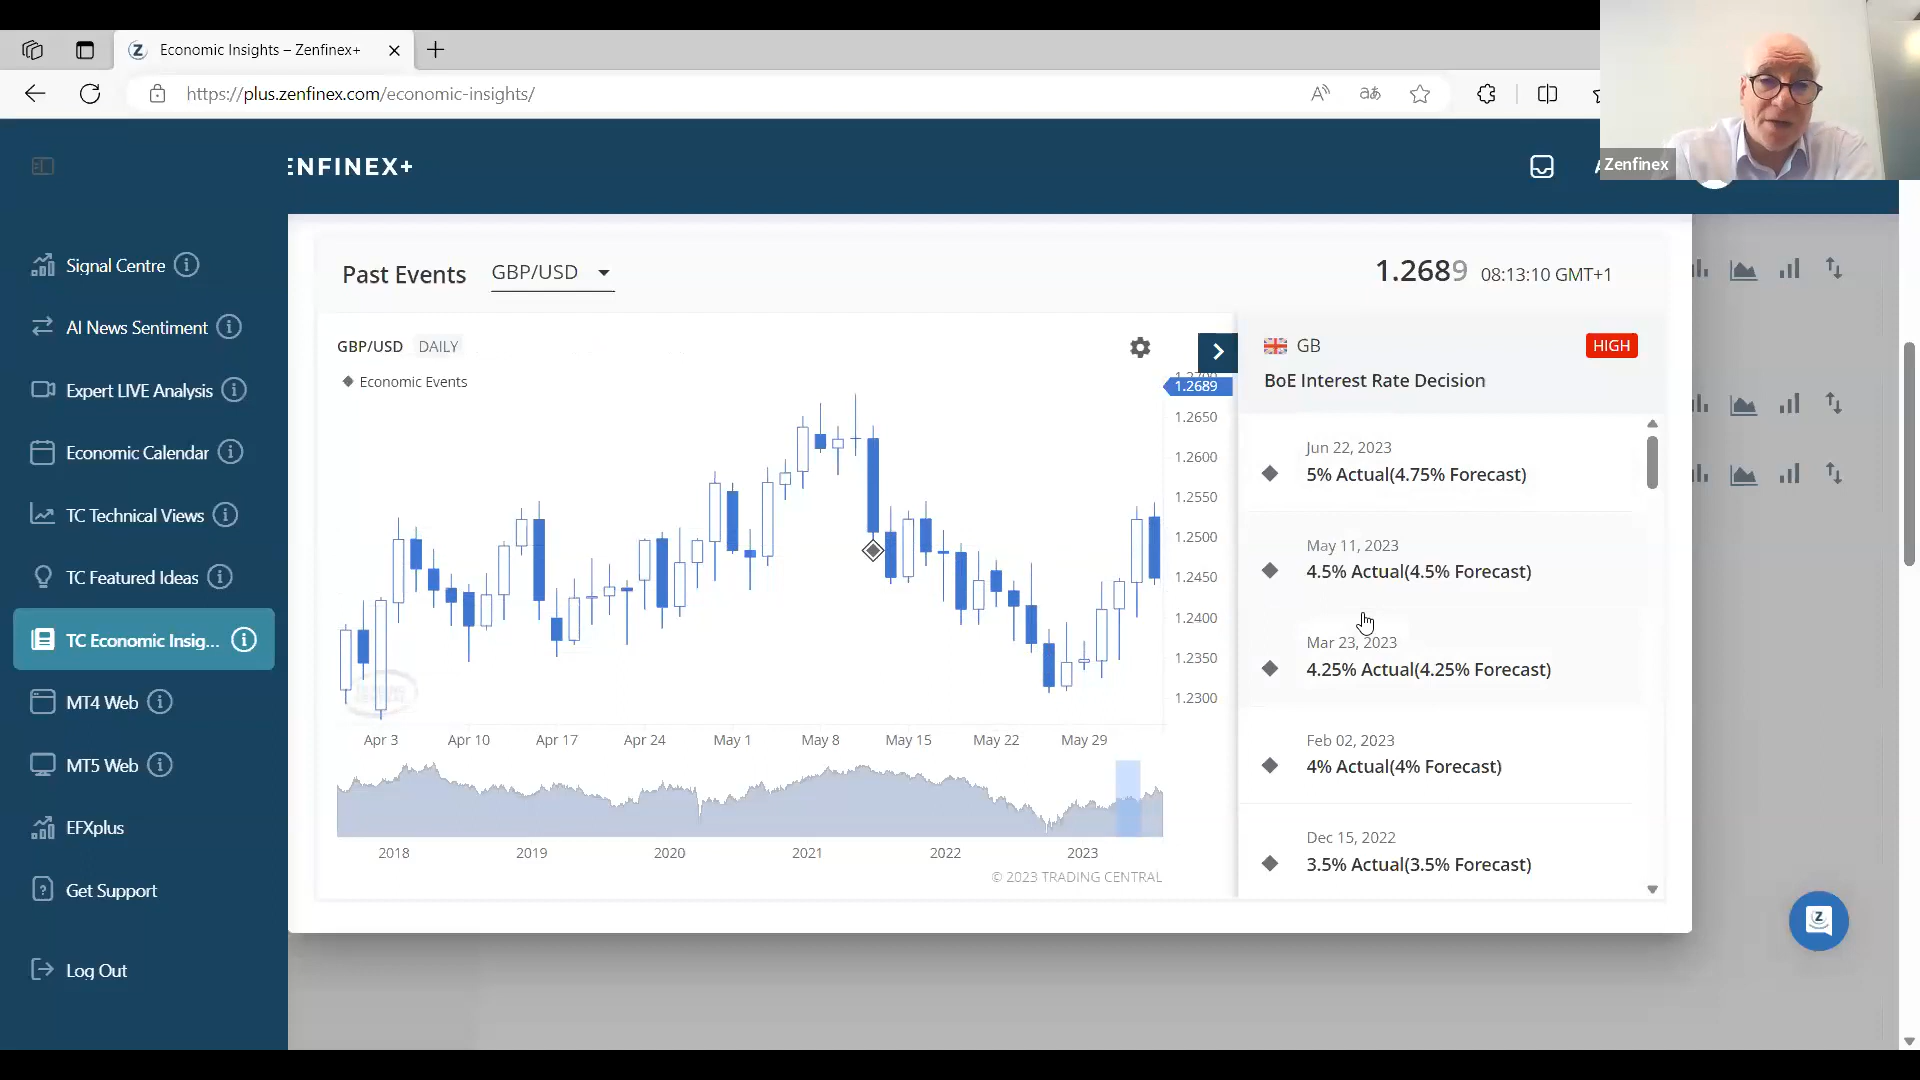 Economic Insights – Zenfinex+
https://plus.zenfinex.com/economic-insights/
Zenfinex
ENFINEX+
Signal Centre
AI News Sentiment
Expert LIVE Analysis
Economic Calendar
TC Technical Views
TC Featured Ideas
TC Economic Insig...
MT4 Web
MT5 Web
EFXplus
Get Support
Log Out
Past Events GBP/USD
1.2689 08:13:10 GMT+1
GBP/USD DAILY
Economic Events
1.2689
1.2650
1.2600
1.2550
1.2500
1.2450
1.2400
1.2350
1.2300
Apr 3 Apr 10 Apr 17 Apr 24 May 1 May 8 May 15 May 22 May 29
2018 2019 2020 2021 2022 2023
© 2023 TRADING CENTRAL
GB HIGH
BoE Interest Rate Decision
Jun 22, 2023
5% Actual(4.75% Forecast)
May 11, 2023
4.5% Actual(4.5% Forecast)
Mar 23, 2023
4.25% Actual(4.25% Forecast)
Feb 02, 2023
4% Actual(4% Forecast)
Dec 15, 2022
3.5% Actual(3.5% Forecast)